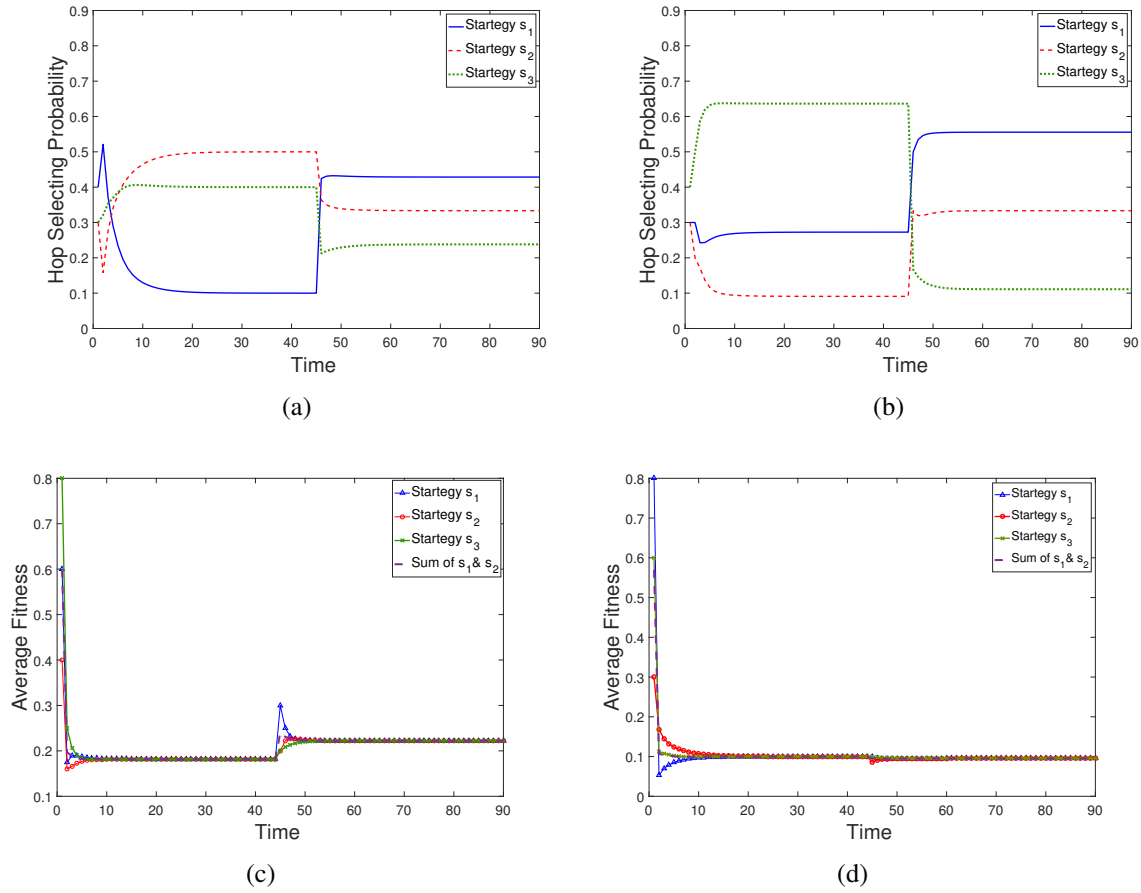 0.9
0.8
0.7
0.6
0.5
0.4
0.3
0.2
0.1
0
Hop Selecting Probability
0 10 20 30 40 50 60 70 80 90
Time
Startegy s1
Startegy s2
Startegy s3
(a)
0.9
0.8
0.7
0.6
0.5
0.4
0.3
0.2
0.1
0
Hop Selecting Probability
0 10 20 30 40 50 60 70 80 90
Time
Startegy s1
Startegy s2
Startegy s3
(b)
0.8
0.7
0.6
0.5
0.4
0.3
0.2
0.1
Average Fitness
0 10 20 30 40 50 60 70 80 90
Time
Startegy s1
Startegy s2
Startegy s3
Sum of s1& s2
(c)
0.8
0.7
0.6
0.5
0.4
0.3
0.2
0.1
0
Average Fitness
0 10 20 30 40 50 60 70 80 90
Time
Startegy s1
Startegy s2
Startegy s3
Sum of s1& s2
(d)